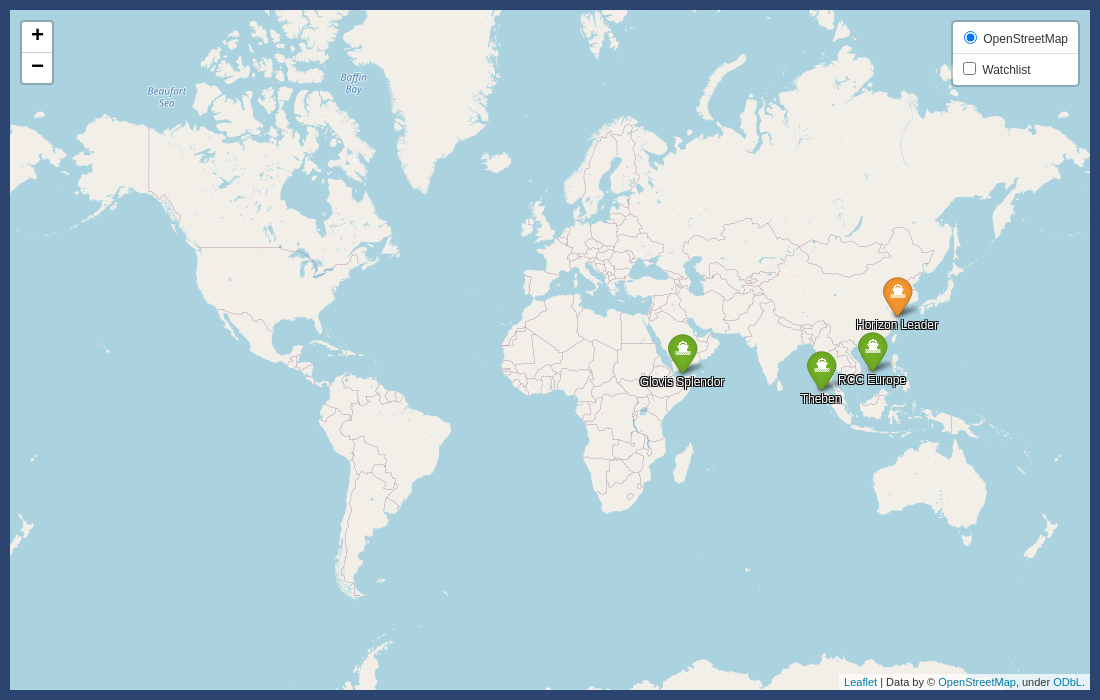 +
−
OpenStreetMap
Watchlist
Beaufort
Sea
Baffin
Bay
Horizon Leader
Glovis Splendor
RCC Europe
Theben
Leaflet | Data by © OpenStreetMap, under ODbL.